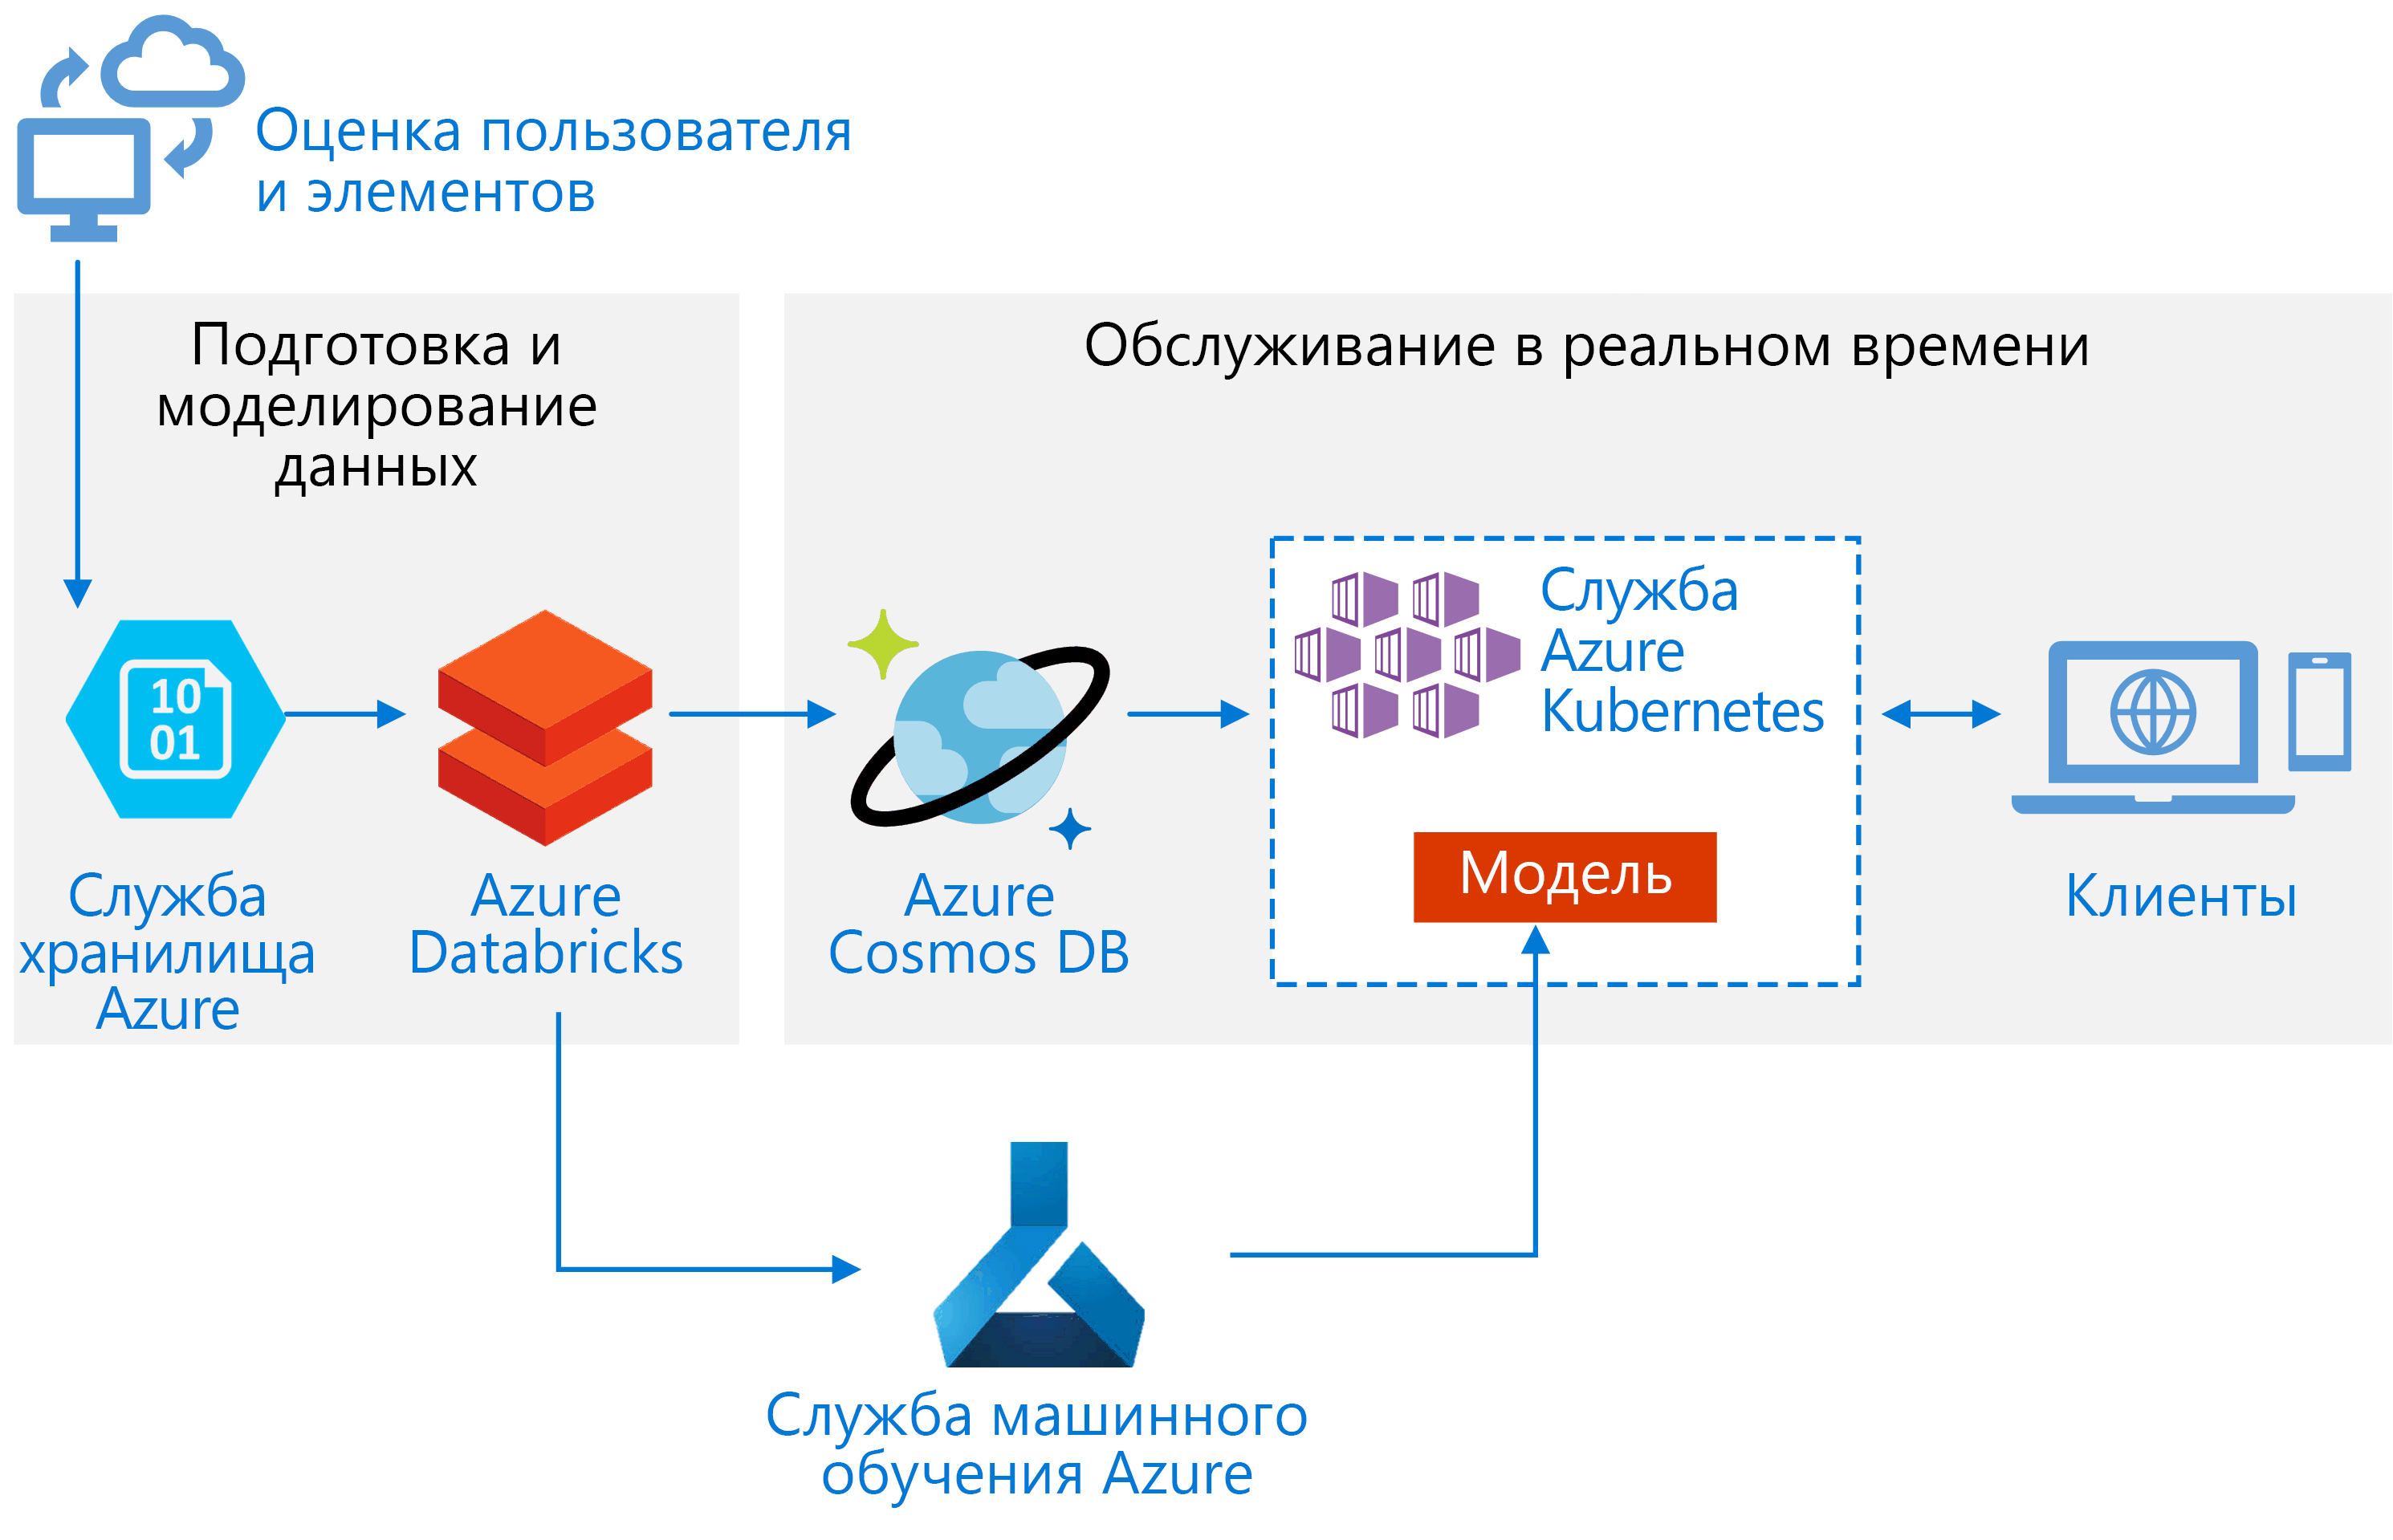 Оценка пользователя
и элементов
Подготовка и
моделирование
данных
Обслуживание в реальном времени
10
01
Служба
хранилища
Azure
Azure
Databricks
Azure
Cosmos DB
Служба
Azure
Kubernetes
Модель
Клиенты
Служба машинного
обучения Azure